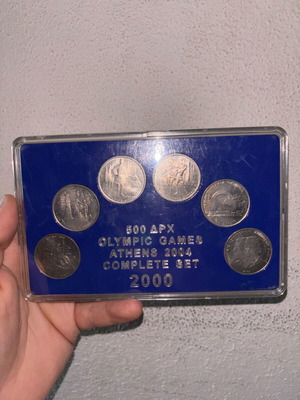 500 ΔΡΧ
OLYMPIC GAMES
ATHENS 2004
COMPLETE SET
2000